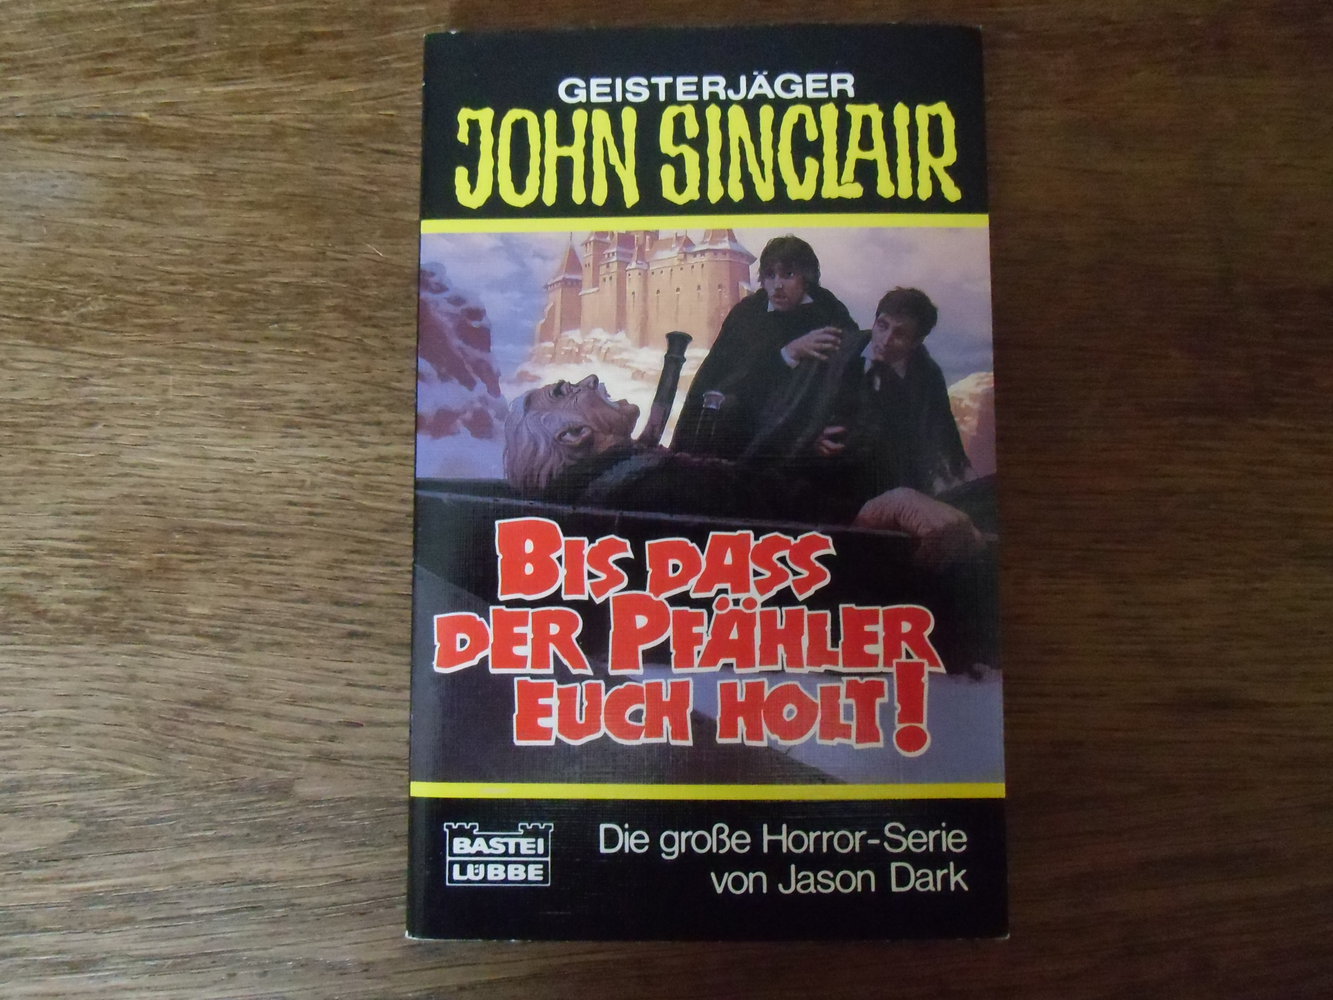 GEISTERJÄGER
JOHN SINCLAIR
BIS DASS
DER PFÄHLER
EUCH HOLT!
BASTEI
LÜBBE
Die große Horror-Serie
von Jason Dark